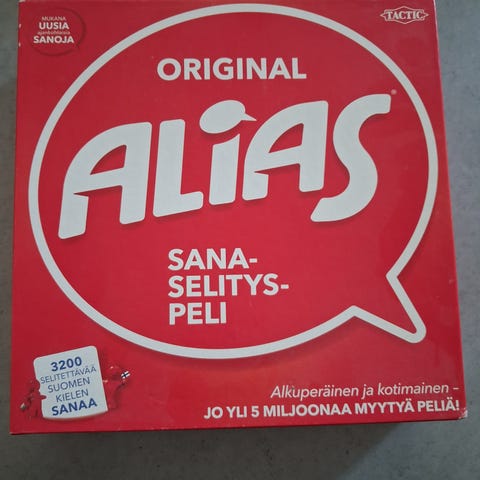 MUKANA
UUSIA
ajankohtaisia
SANOJA
TACTIC
ORIGINAL
ALiAS®
SANA-
SELITYS-
PELI
3200
SELITETTÄVÄÄ
SUOMEN
KIELEN
SANAA
Alkuperäinen ja kotimainen –
JO YLI 5 MILJOONAA MYYTYÄ PELIÄ!